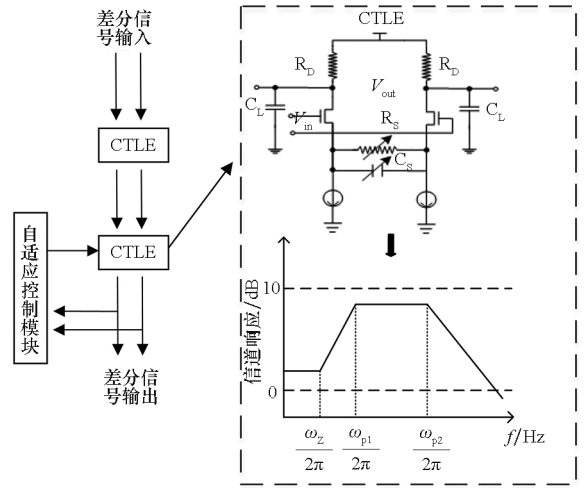 差分信
号输入
CTLE
CTLE
自适应控制模块
差分信
号输出
CTLE
R_D
R_D
V_out
C_L
C_L
V_in
R_S
C_S
信道响应/dB
10
0
ω_Z/2π
ω_p1/2π
ω_p2/2π
f/Hz